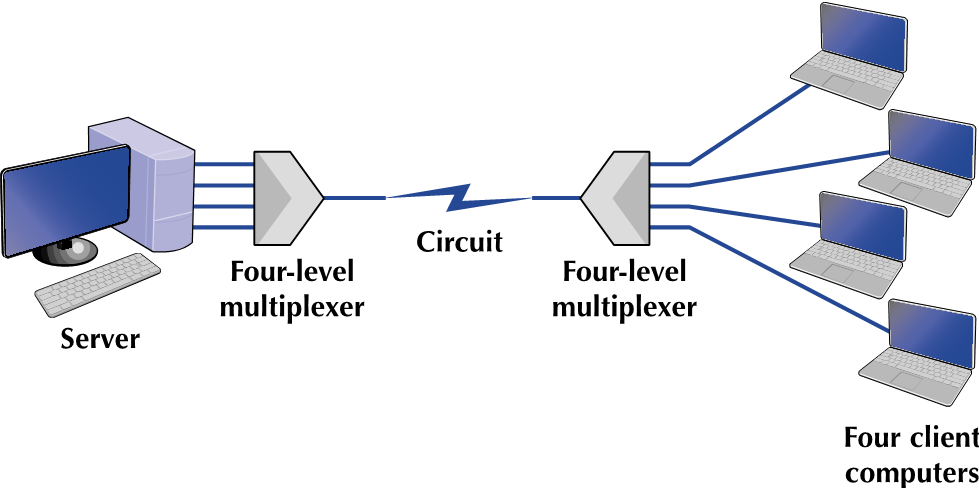 Circuit
Four-level
multiplexer
Four-level
multiplexer
Server
Four client
computers